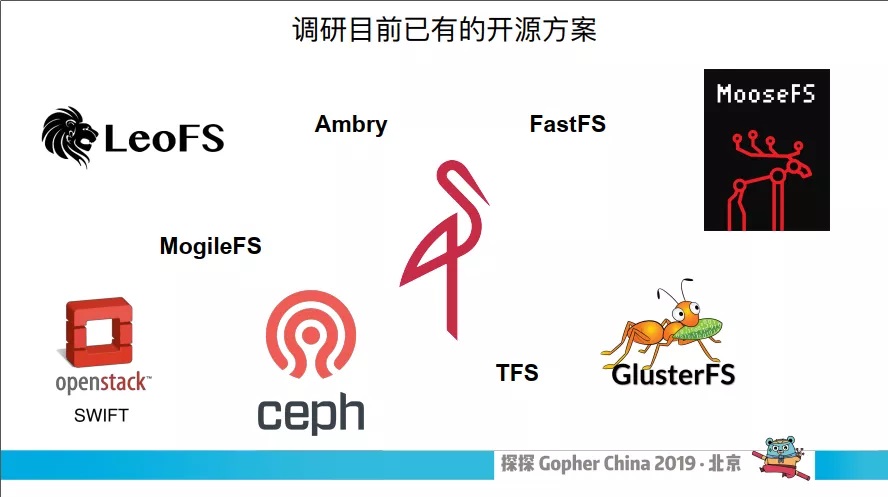 调研目前已有的开源方案
LeoFS
Ambry
FastFS
MooseFS
MogileFS
openstack™
SWIFT
ceph
TFS
GlusterFS
探探 Gopher China 2019 · 北京